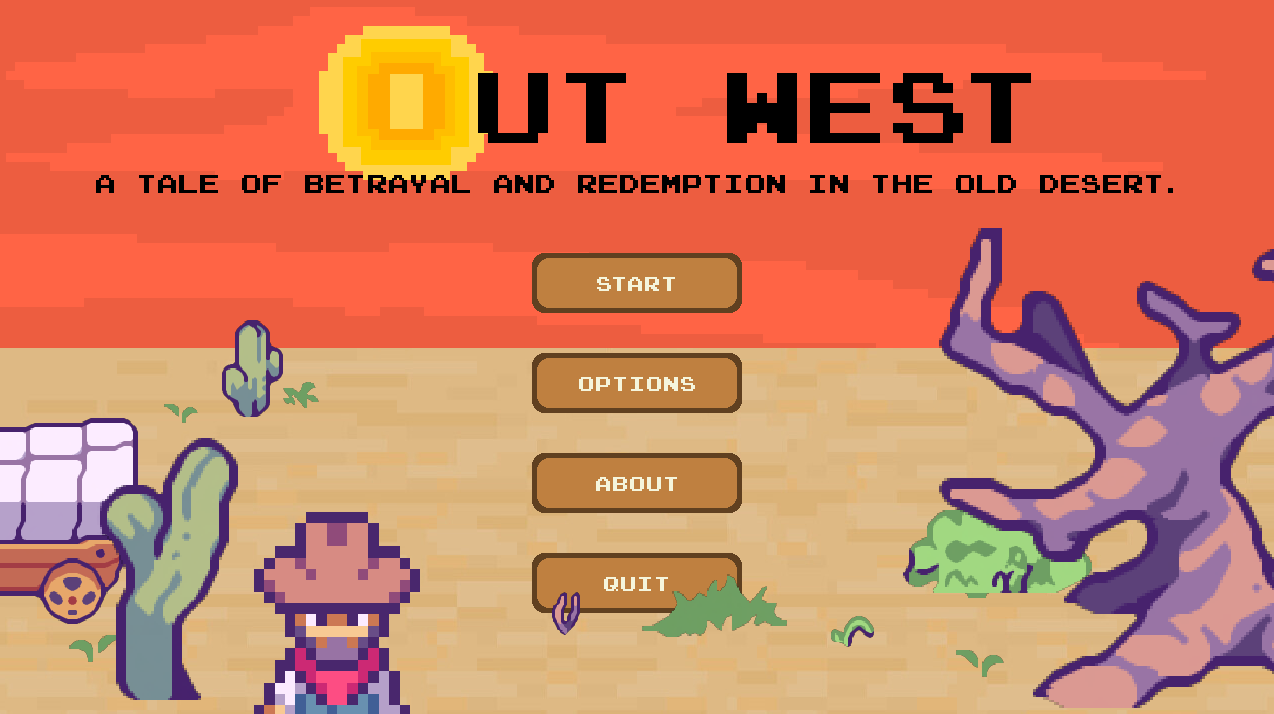 OUT WEST
A TALE OF BETRAYAL AND REDEMPTION IN THE OLD DESERT.
START
OPTIONS
ABOUT
QUIT